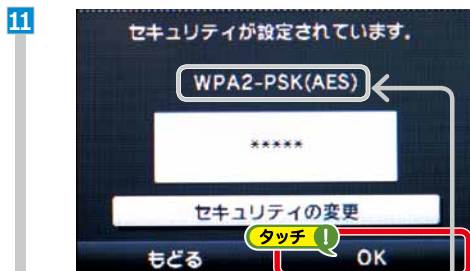 11
セキュリティが設定されています.
WPA2-PSK(AES)
*****
セキュリティの変更
タッチ !
もどる
OK